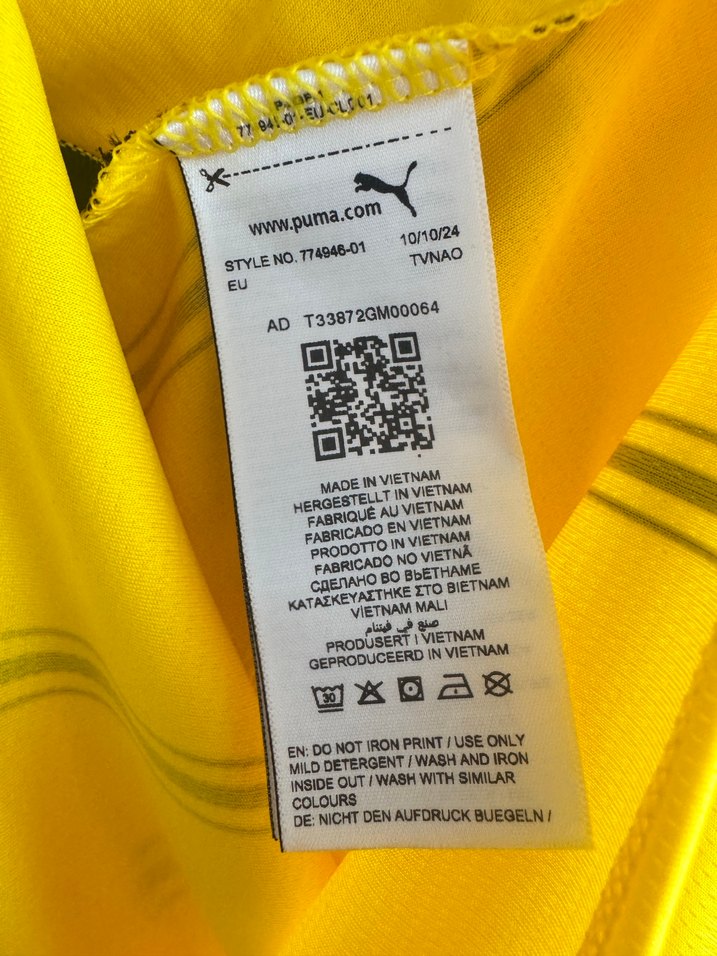 www.puma.com
STYLE NO. 774946-01 10/10/24
EU TVNAO
AD T33872GM00064
MADE IN VIETNAM
HERGESTELLT IN VIETNAM
FABRIQUÉ AU VIETNAM
FABRICADO EN VIETNAM
PRODOTTO IN VIETNAM
FABRICADO NO VIETNÃ
СДЕЛАНО ВО ВЬЕТНАМЕ
ΚΑΤΑΣΚΕΥΑΣΤΗΚΕ ΣΤΟ ΒΙΕΤΝΑΜ
VİETNAM MALI
صنع في فيتنام
PRODUSERT I VIETNAM
GEPRODUCEERD IN VIETNAM
30
EN: DO NOT IRON PRINT / USE ONLY
MILD DETERGENT / WASH AND IRON
INSIDE OUT / WASH WITH SIMILAR
COLOURS
DE: NICHT DEN AUFDRUCK BUEGELN /